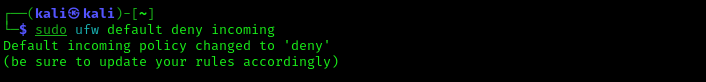 ┌──(kali㉿kali)-[~]
└─$ sudo ufw default deny incoming
Default incoming policy changed to 'deny'
(be sure to update your rules accordingly)